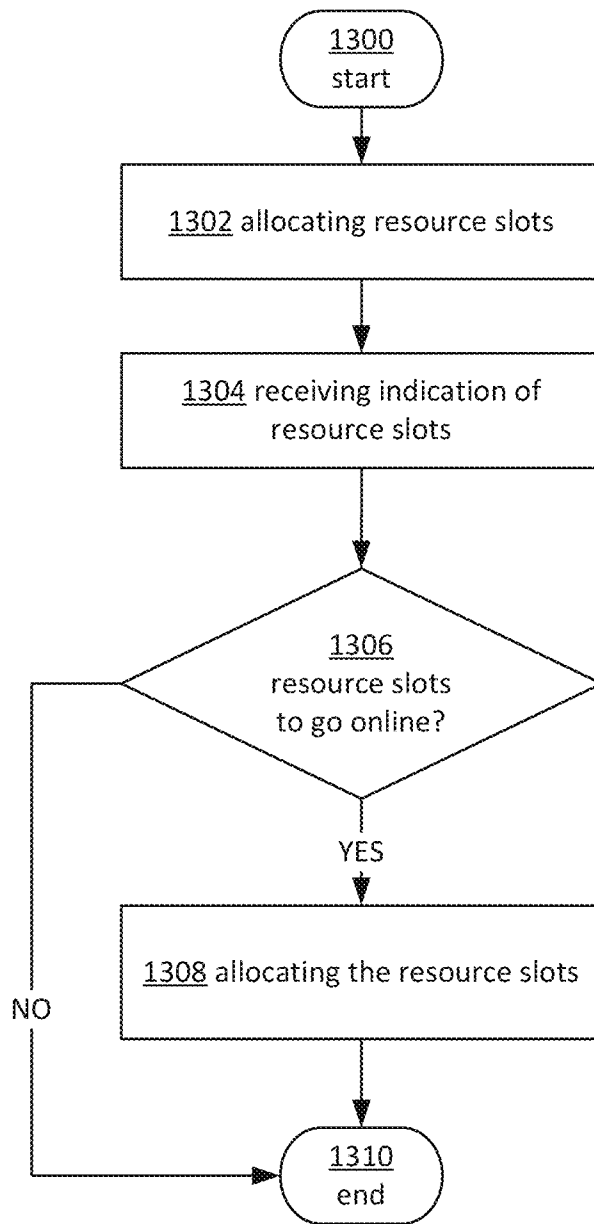 1300
start
1302 allocating resource slots
1304 receiving indication of
resource slots
1306
resource slots
to go online?
YES
1308 allocating the resource slots
NO
1310
end